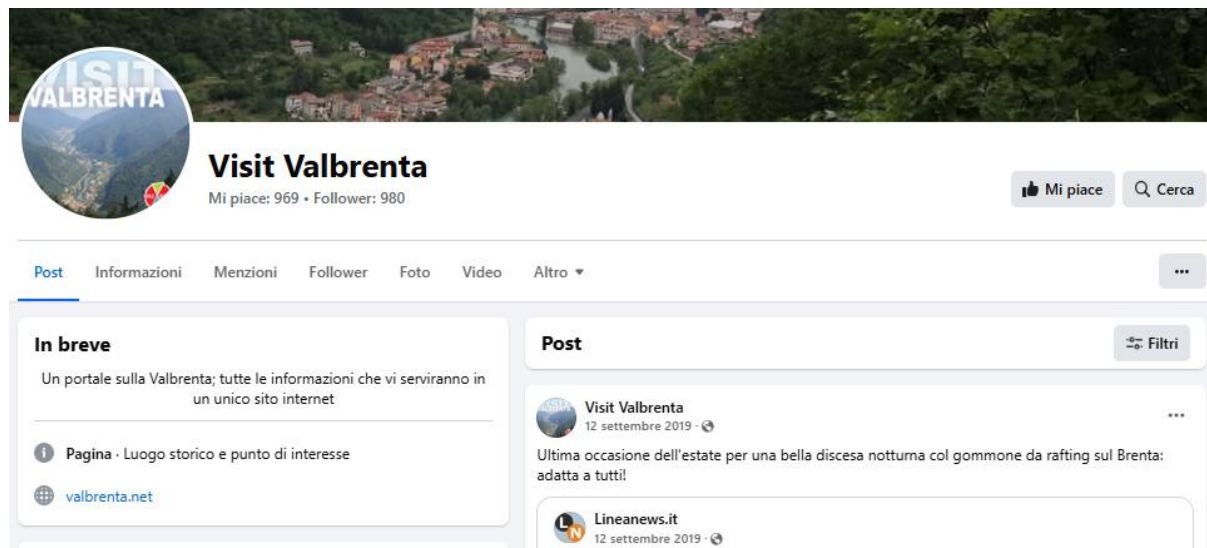 VISIT
VALBRENTA
Visit Valbrenta
Mi piace: 969 • Follower: 980
Mi piace
Cerca
Post
Informazioni
Menzioni
Follower
Foto
Video
Altro
In breve
Un portale sulla Valbrenta; tutte le informazioni che vi serviranno in
un unico sito internet
Pagina · Luogo storico e punto di interesse
valbrenta.net
Post
Filtri
Visit Valbrenta
12 settembre 2019 ·
Ultima occasione dell'estate per una bella discesa notturna col gommone da rafting sul Brenta:
adatta a tutti!
LN
Lineanews.it
12 settembre 2019 ·